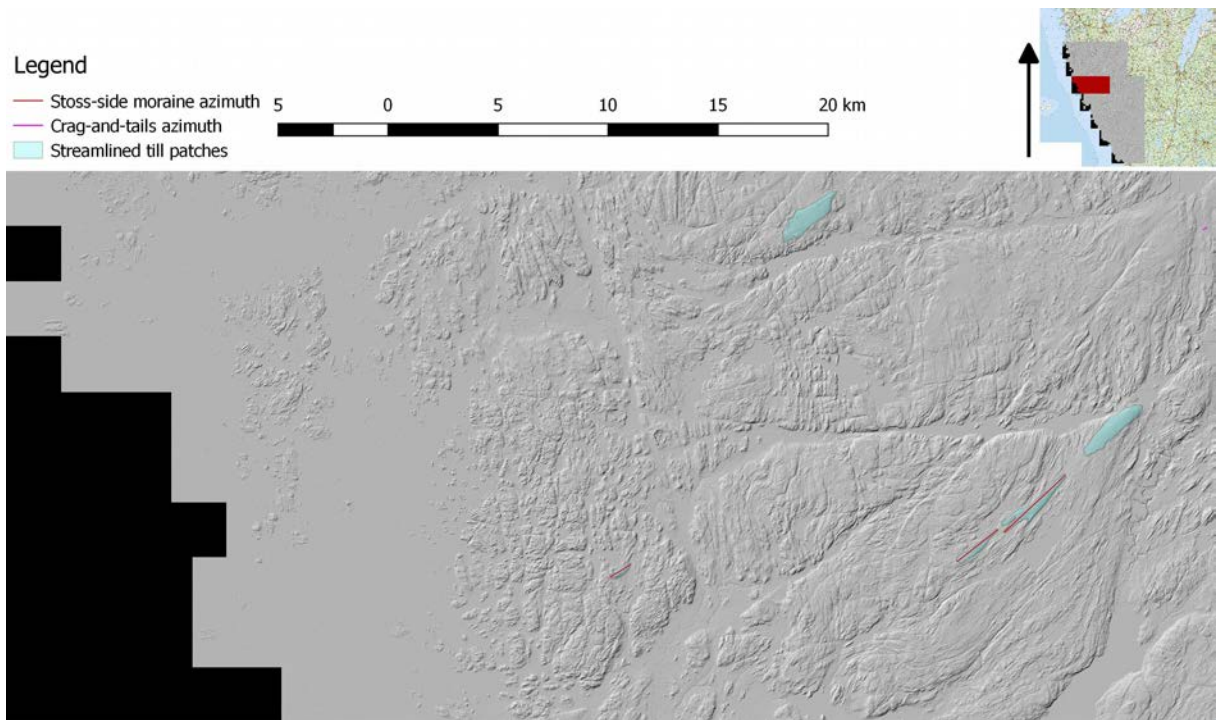 Legend
Stoss-side moraine azimuth
Crag-and-tails azimuth
Streamlined till patches
5 0 5 10 15 20 km